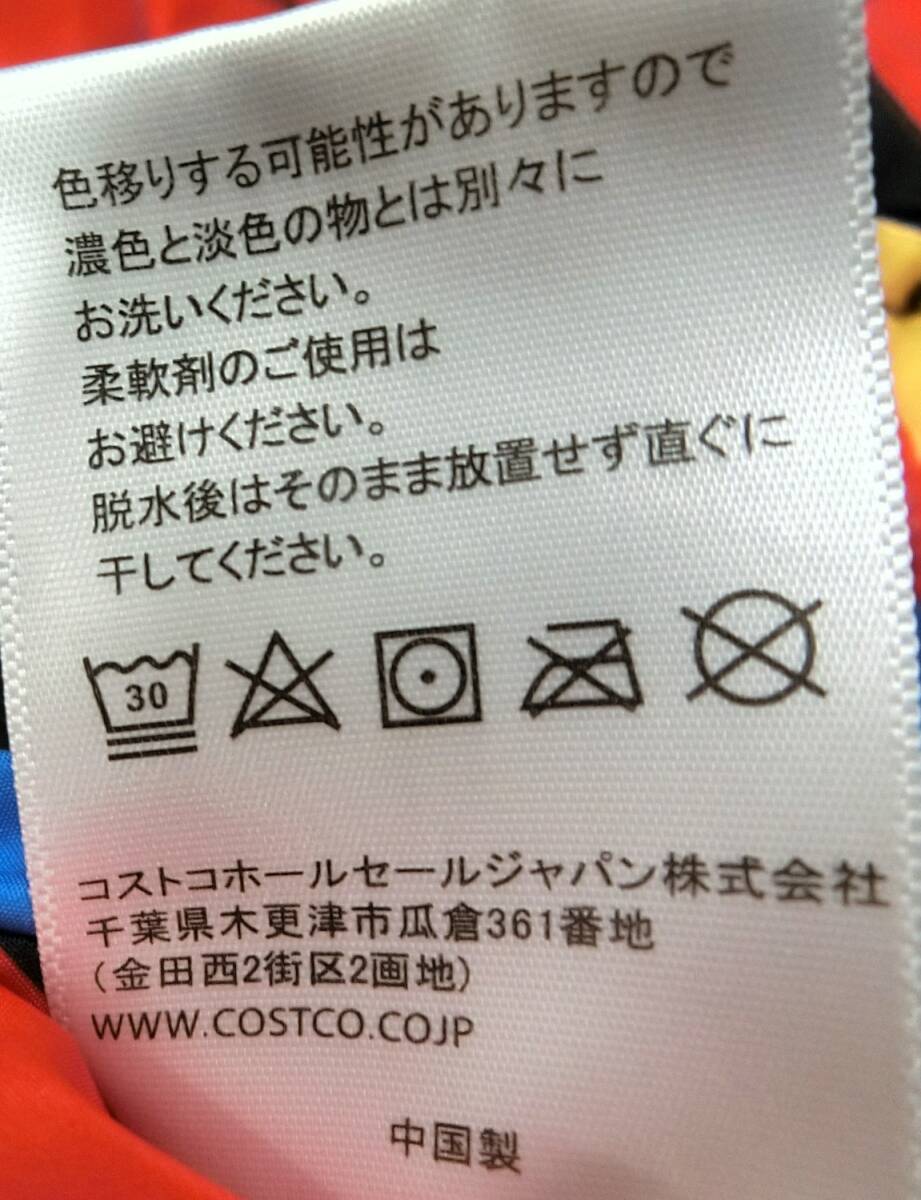 色移りする可能性がありますので
濃色と淡色の物とは別々に
お洗いください。
柔軟剤のご使用は
お避けください。
脱水後はそのまま放置せず直ぐに
干してください。
30
コストコホールセールジャパン株式会社
千葉県木更津市瓜倉361番地
(金田西2街区2画地)
WWW.COSTCO.CO.JP
中国製